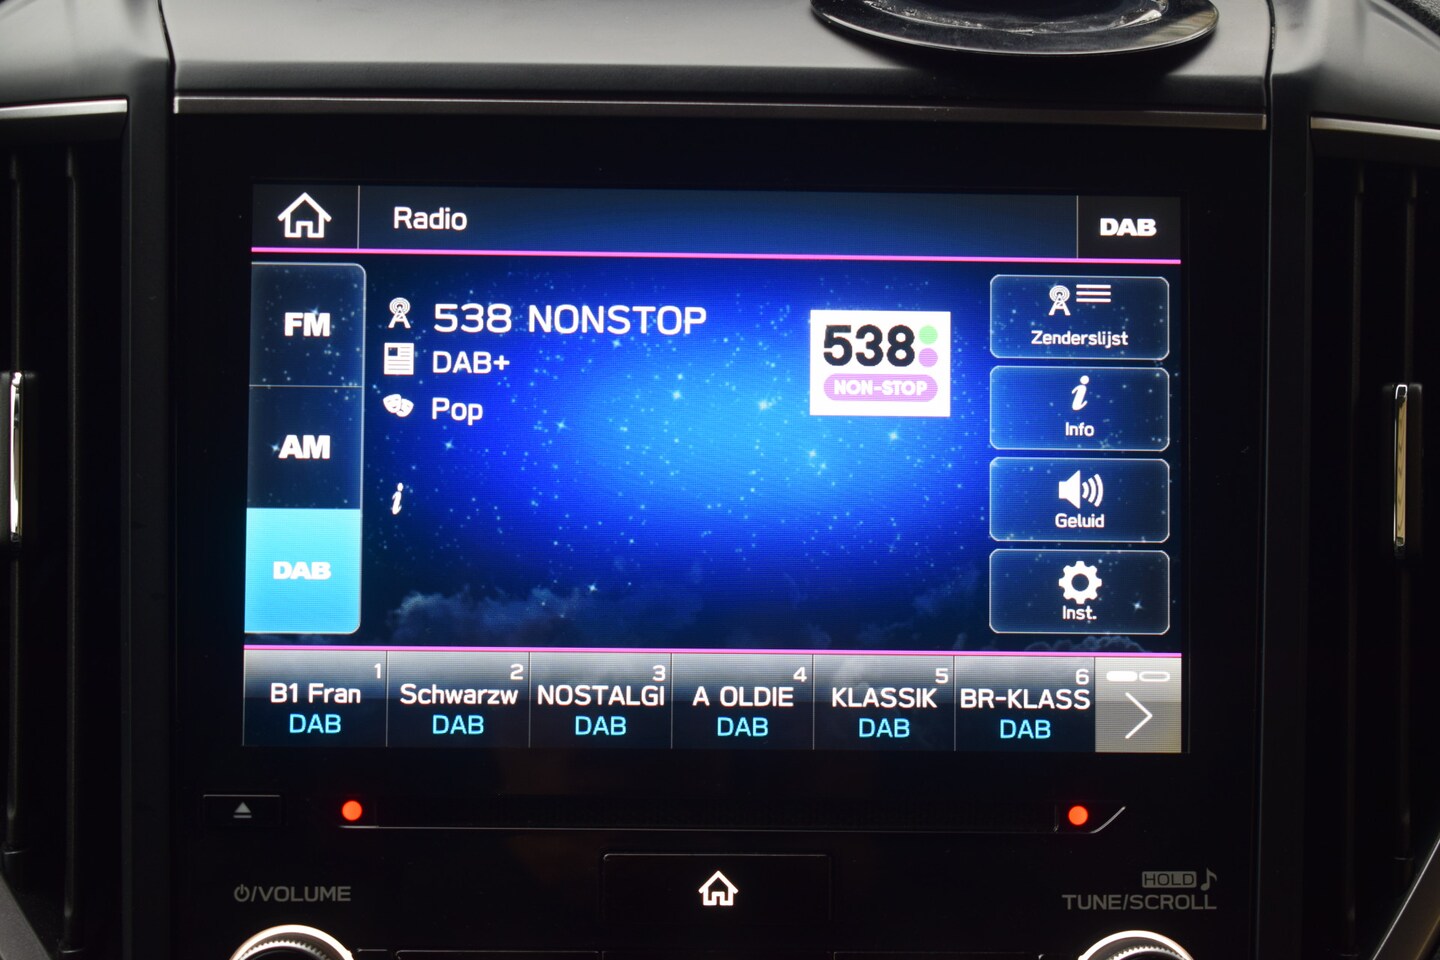 Radio
DAB
FM
AM
DAB
538 NONSTOP
DAB+
Pop
538
NON-STOP
Zenderslijst
Info
Geluid
Inst.
1
B1 Fran
DAB
2
Schwarzw
DAB
3
NOSTALGI
DAB
4
A OLDIE
DAB
5
KLASSIK
DAB
6
BR-KLASS
DAB
/VOLUME
HOLD
TUNE/SCROLL